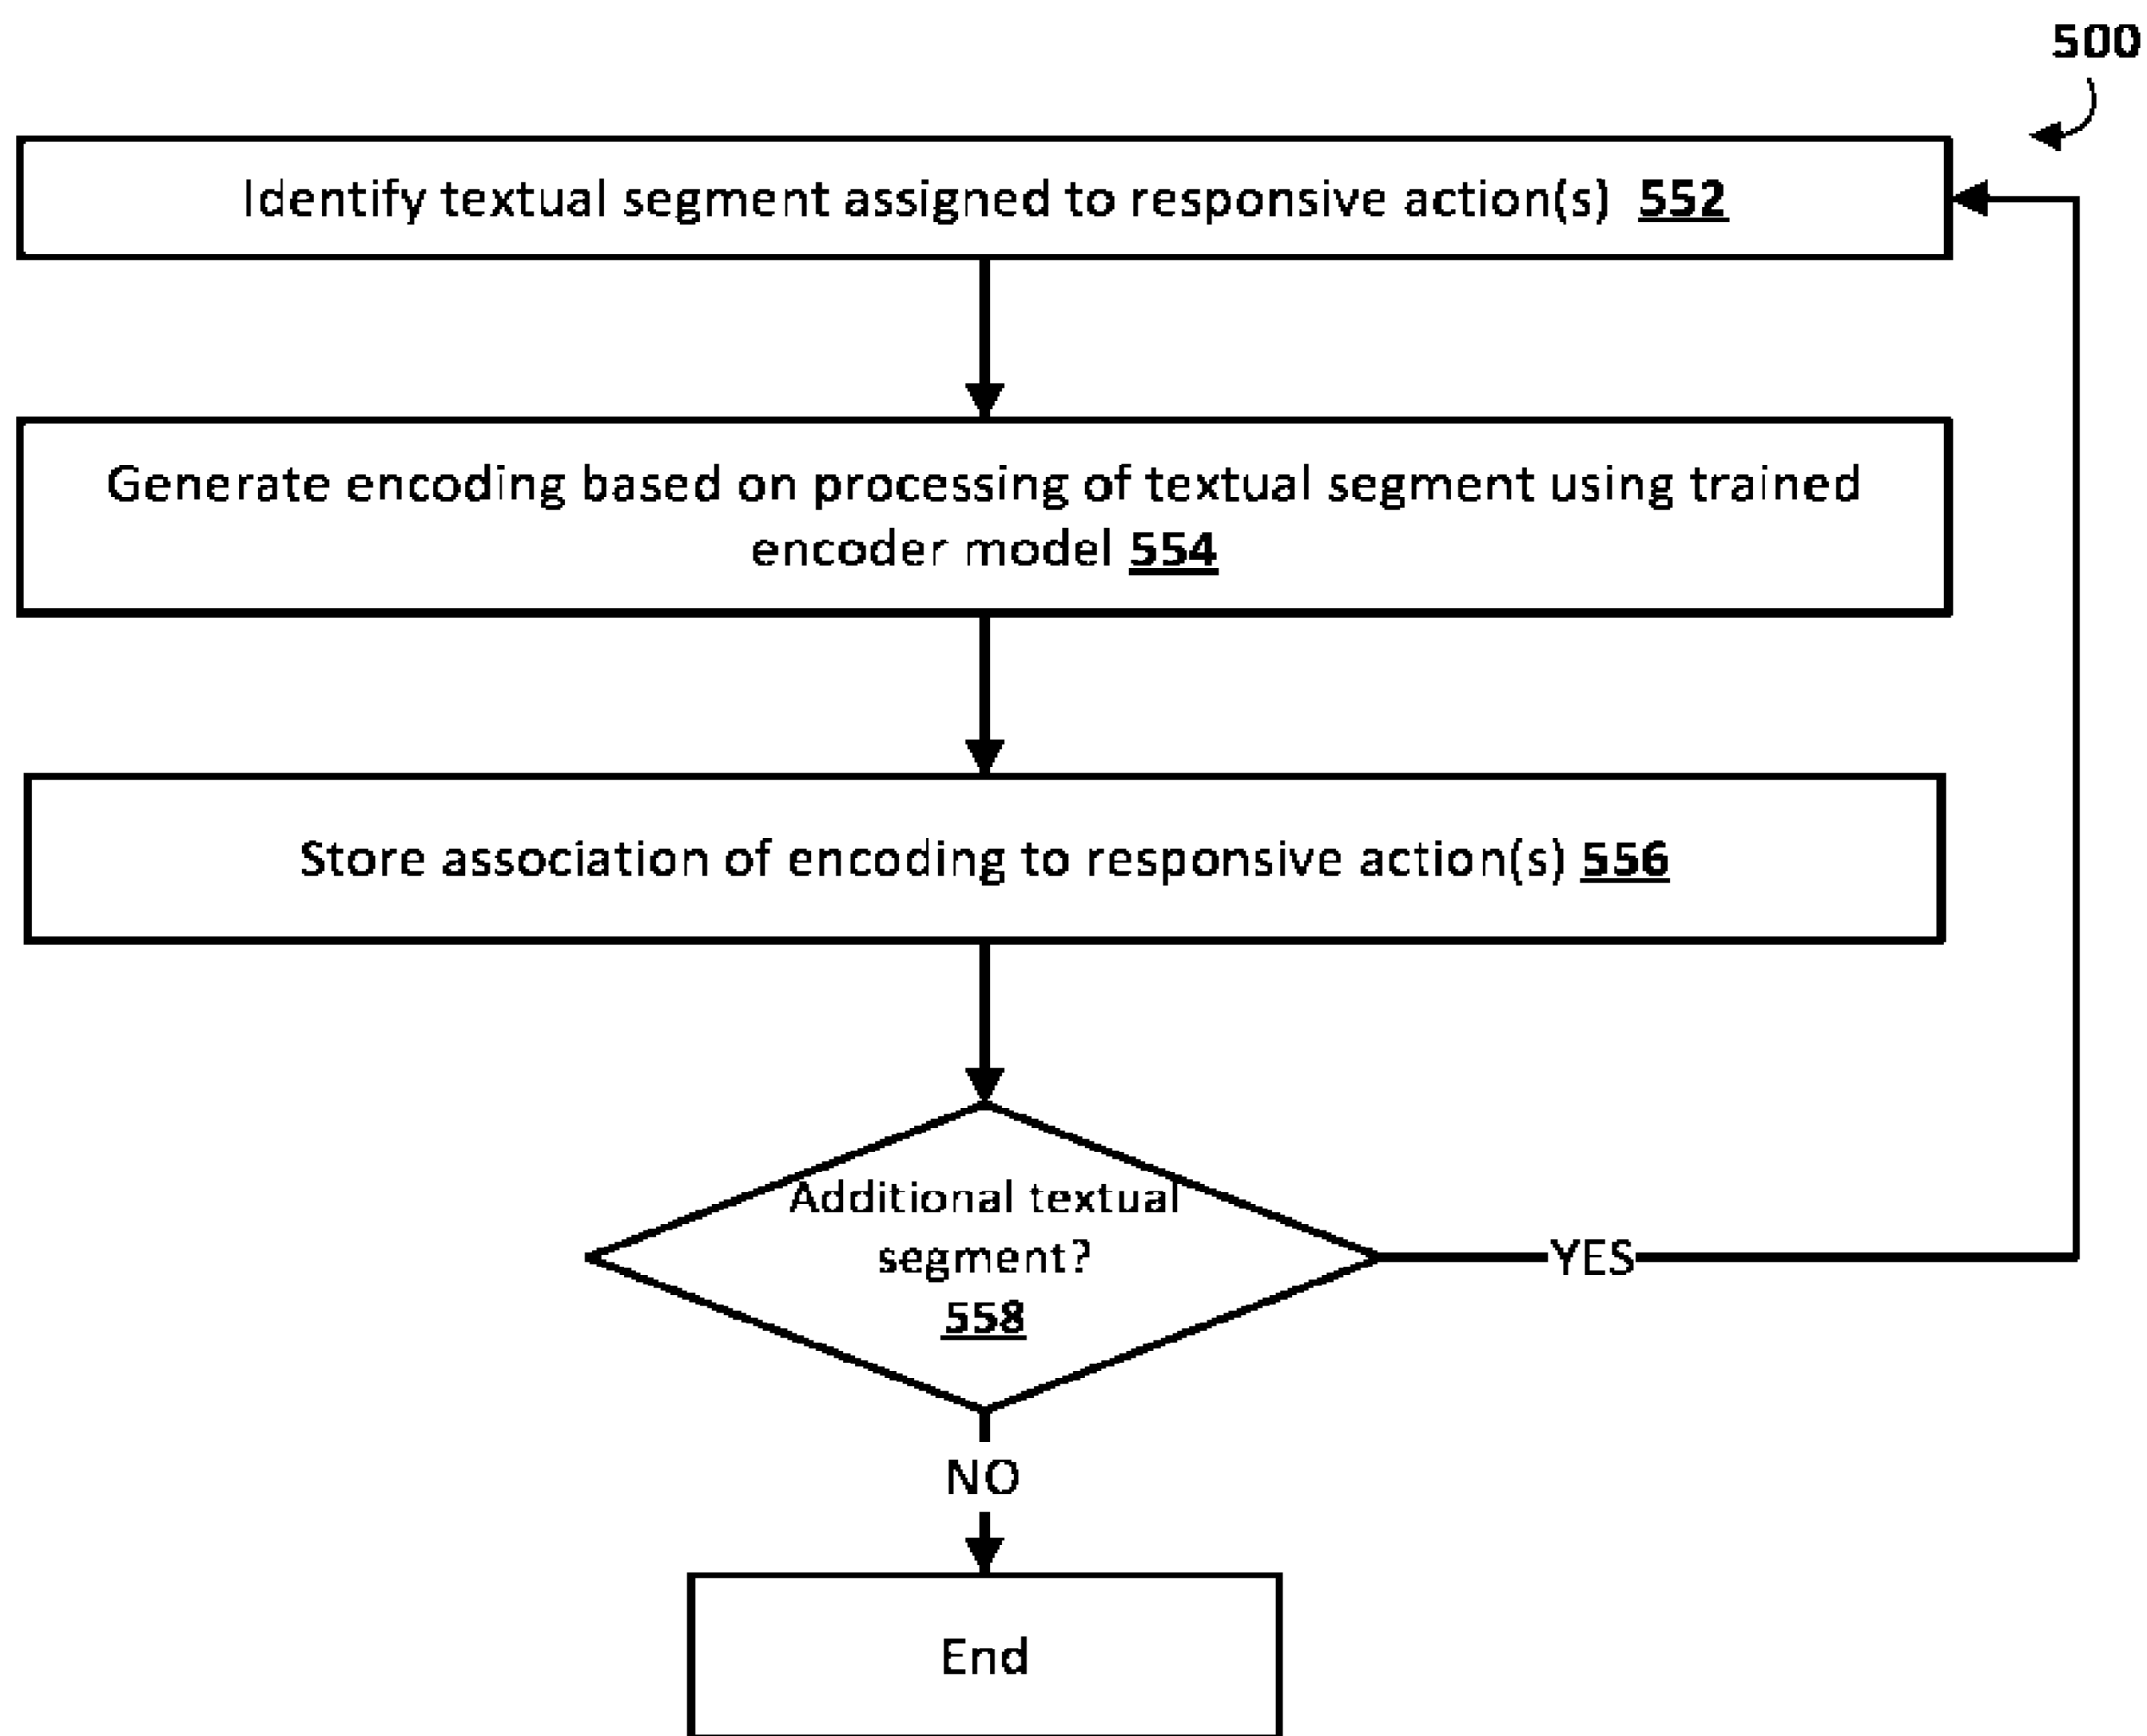 500
Identify textual segment assigned to responsive action(s) 552
Generate encoding based on processing of textual segment using trained
encoder model 554
Store association of encoding to responsive action(s) 556
Additional textual
segment?
558
YES
NO
End